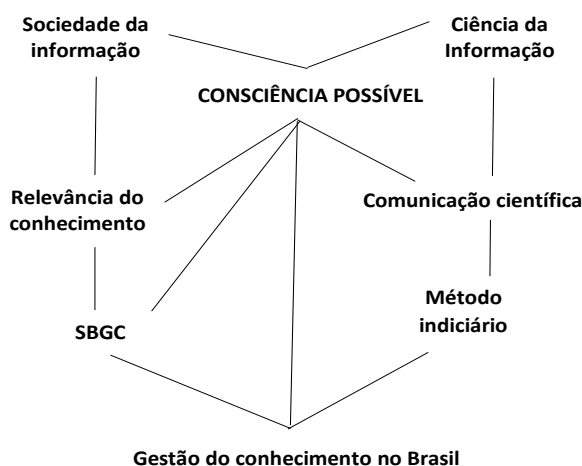 Sociedade da
informação
Ciência da
Informação
CONSCIÊNCIA POSSÍVEL
Relevância do
conhecimento
Comunicação científica
SBGC
Método
indiciário
Gestão do conhecimento no Brasil